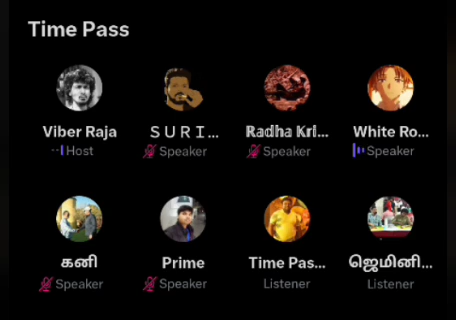 Time Pass
Viber Raja
ＳＵＲＩ...
ℝ𝕒𝕕𝕙𝕒 𝕂𝕣𝕚...
White Ro...
Host
Speaker
Speaker
Speaker
கனி
Prime
Time Pas...
ஜெமினி...
Speaker
Speaker
Listener
Listener